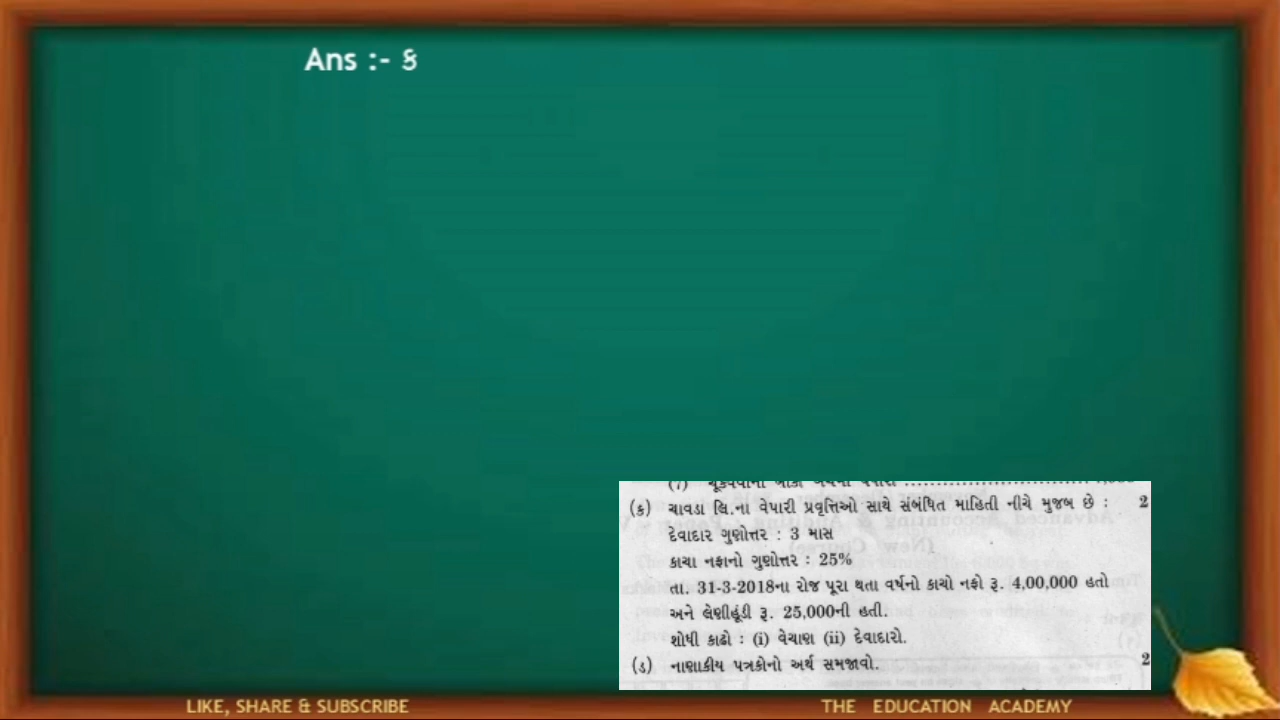 Ans :- ક
(ક) ચાવડા લિ.ના વેપારી પ્રવૃત્તિઓ સાથે સંબંધિત માહિતી નીચે મુજબ છે : 2
દેવાદાર ગુણોત્તર : 3 માસ
કાચા નફાનો ગુણોત્તર : 25%
તા. 31-3-2018ના રોજ પૂરા થતા વર્ષનો કાચો નફો રૂ. 4,00,000 હતો
અને લેણીહૂંડી રૂ. 25,000ની હતી.
શોધી કાઢો : (i) વેચાણ (ii) દેવાદારો.
(ડ) નાણાકીય પત્રકોનો અર્થ સમજાવો. 2
LIKE, SHARE & SUBSCRIBE
THE EDUCATION ACADEMY